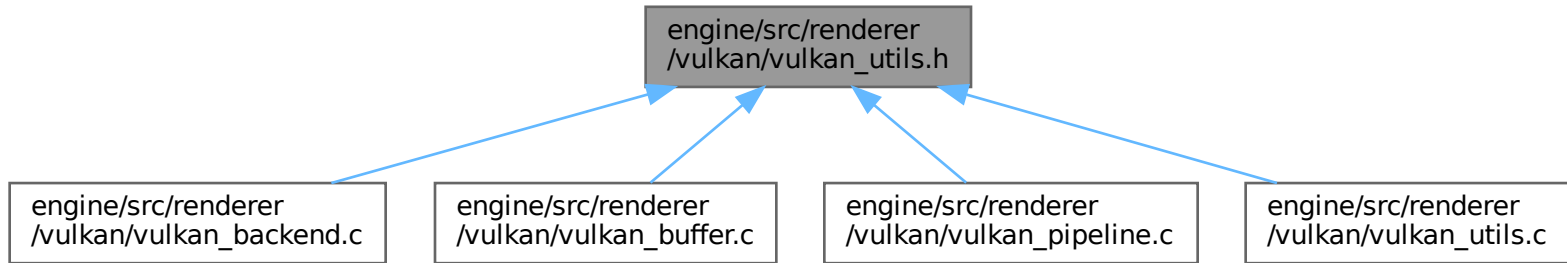 engine/src/renderer
/vulkan/vulkan_utils.h
engine/src/renderer
/vulkan/vulkan_backend.c
engine/src/renderer
/vulkan/vulkan_buffer.c
engine/src/renderer
/vulkan/vulkan_pipeline.c
engine/src/renderer
/vulkan/vulkan_utils.c